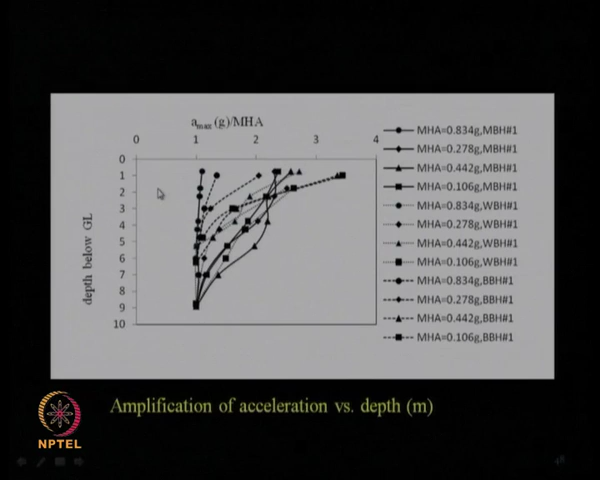 a max (g)/MHA
0 1 2 3 4
0
1
2
3
4
5
6
7
8
9
10
depth below GL
MHA=0.834g,MBH#1
MHA=0.278g,MBH#1
MHA=0.442g,MBH#1
MHA=0.106g,MBH#1
MHA=0.834g,WBH#1
MHA=0.278g,WBH#1
MHA=0.442g,WBH#1
MHA=0.106g,WBH#1
MHA=0.834g,BBH#1
MHA=0.278g,BBH#1
MHA=0.442g,BBH#1
MHA=0.106g,BBH#1
Amplification of acceleration vs. depth (m)
NPTEL